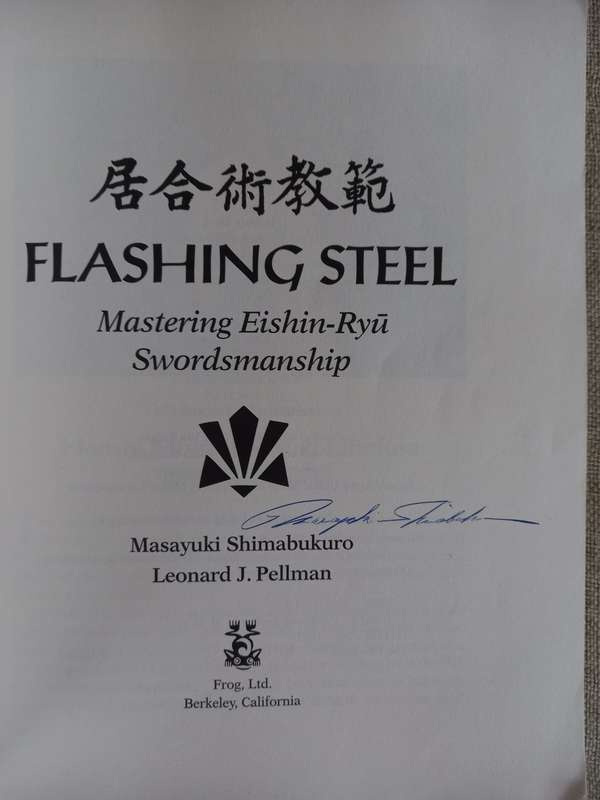 居合術教範
FLASHING STEEL
Mastering Eishin-Ryū
Swordsmanship
Masayuki Shimabukuro
Leonard J. Pellman
Frog, Ltd.
Berkeley, California